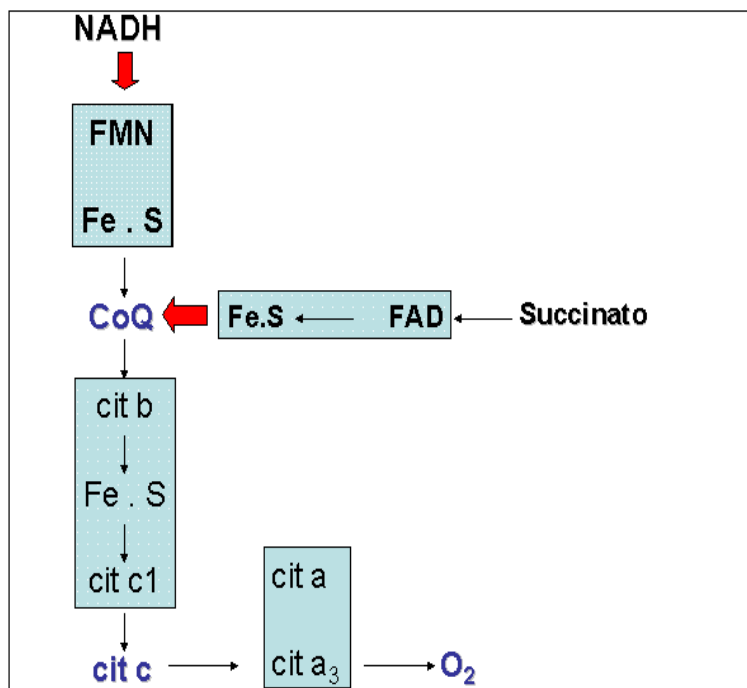 NADH
FMN
Fe . S
CoQ
Fe.S
FAD
Succinato
cit b
Fe . S
cit c1
cit a
cit c
cit a₃
O₂